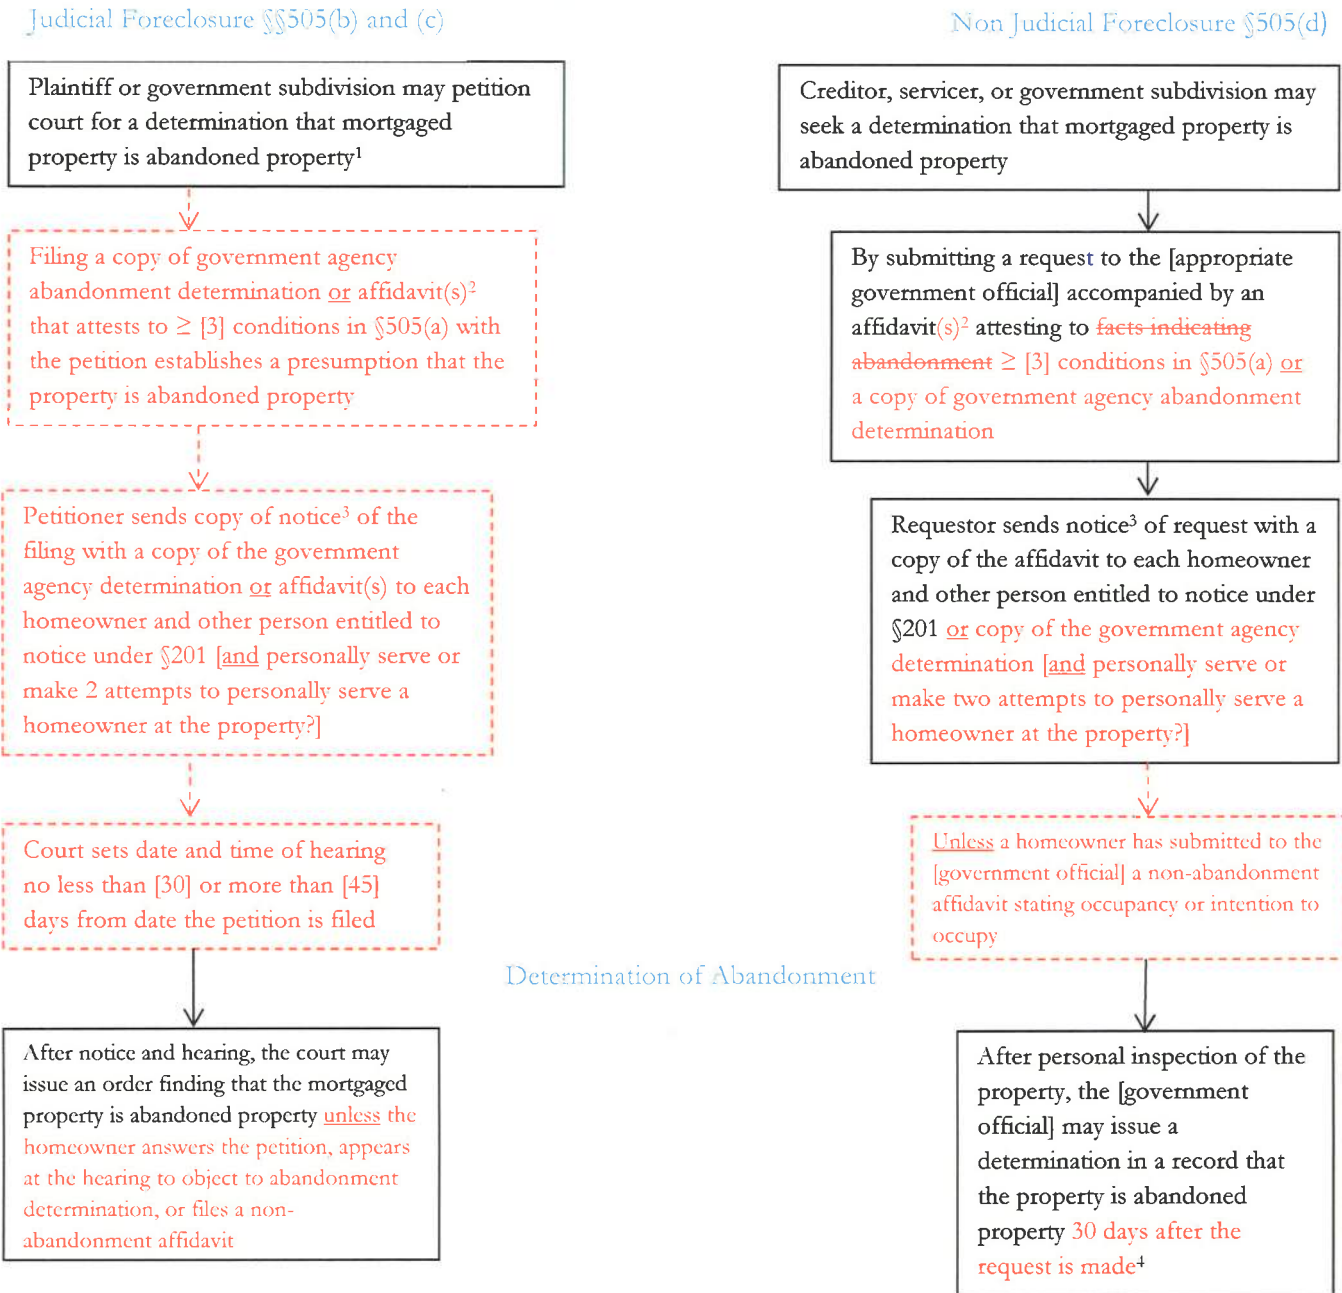 Judicial Foreclosure §§505(b) and (c)
Plaintiff or government subdivision may petition
court for a determination that mortgaged
property is abandoned property¹
Filing a copy of government agency
abandonment determination or affidavit(s)²
that attests to ≥ [3] conditions in §505(a) with
the petition establishes a presumption that the
property is abandoned property
Petitioner sends copy of notice³ of the
filing with a copy of the government
agency determination or affidavit(s) to each
homeowner and other person entitled to
notice under §201 [and personally serve or
make 2 attempts to personally serve a
homeowner at the property?]
Court sets date and time of hearing
no less than [30] or more than [45]
days from date the petition is filed
After notice and hearing, the court may
issue an order finding that the mortgaged
property is abandoned property unless the
homeowner answers the petition, appears
at the hearing to object to abandonment
determination, or files a non-
abandonment affidavit
Determination of Abandonment
Non Judicial Foreclosure §505(d)
Creditor, servicer, or government subdivision may
seek a determination that mortgaged property is
abandoned property
By submitting a request to the [appropriate
government official] accompanied by an
affidavit(s)² attesting to facts indicating
abandonment ≥ [3] conditions in §505(a) or
a copy of government agency abandonment
determination
Requestor sends notice³ of request with a
copy of the affidavit to each homeowner
and other person entitled to notice under
§201 or copy of the government agency
determination [and personally serve or
make two attempts to personally serve a
homeowner at the property?]
Unless a homeowner has submitted to the
[government official] a non-abandonment
affidavit stating occupancy or intention to
occupy
After personal inspection of the
property, the [government
official] may issue a
determination in a record that
the property is abandoned
property 30 days after the
request is made⁴